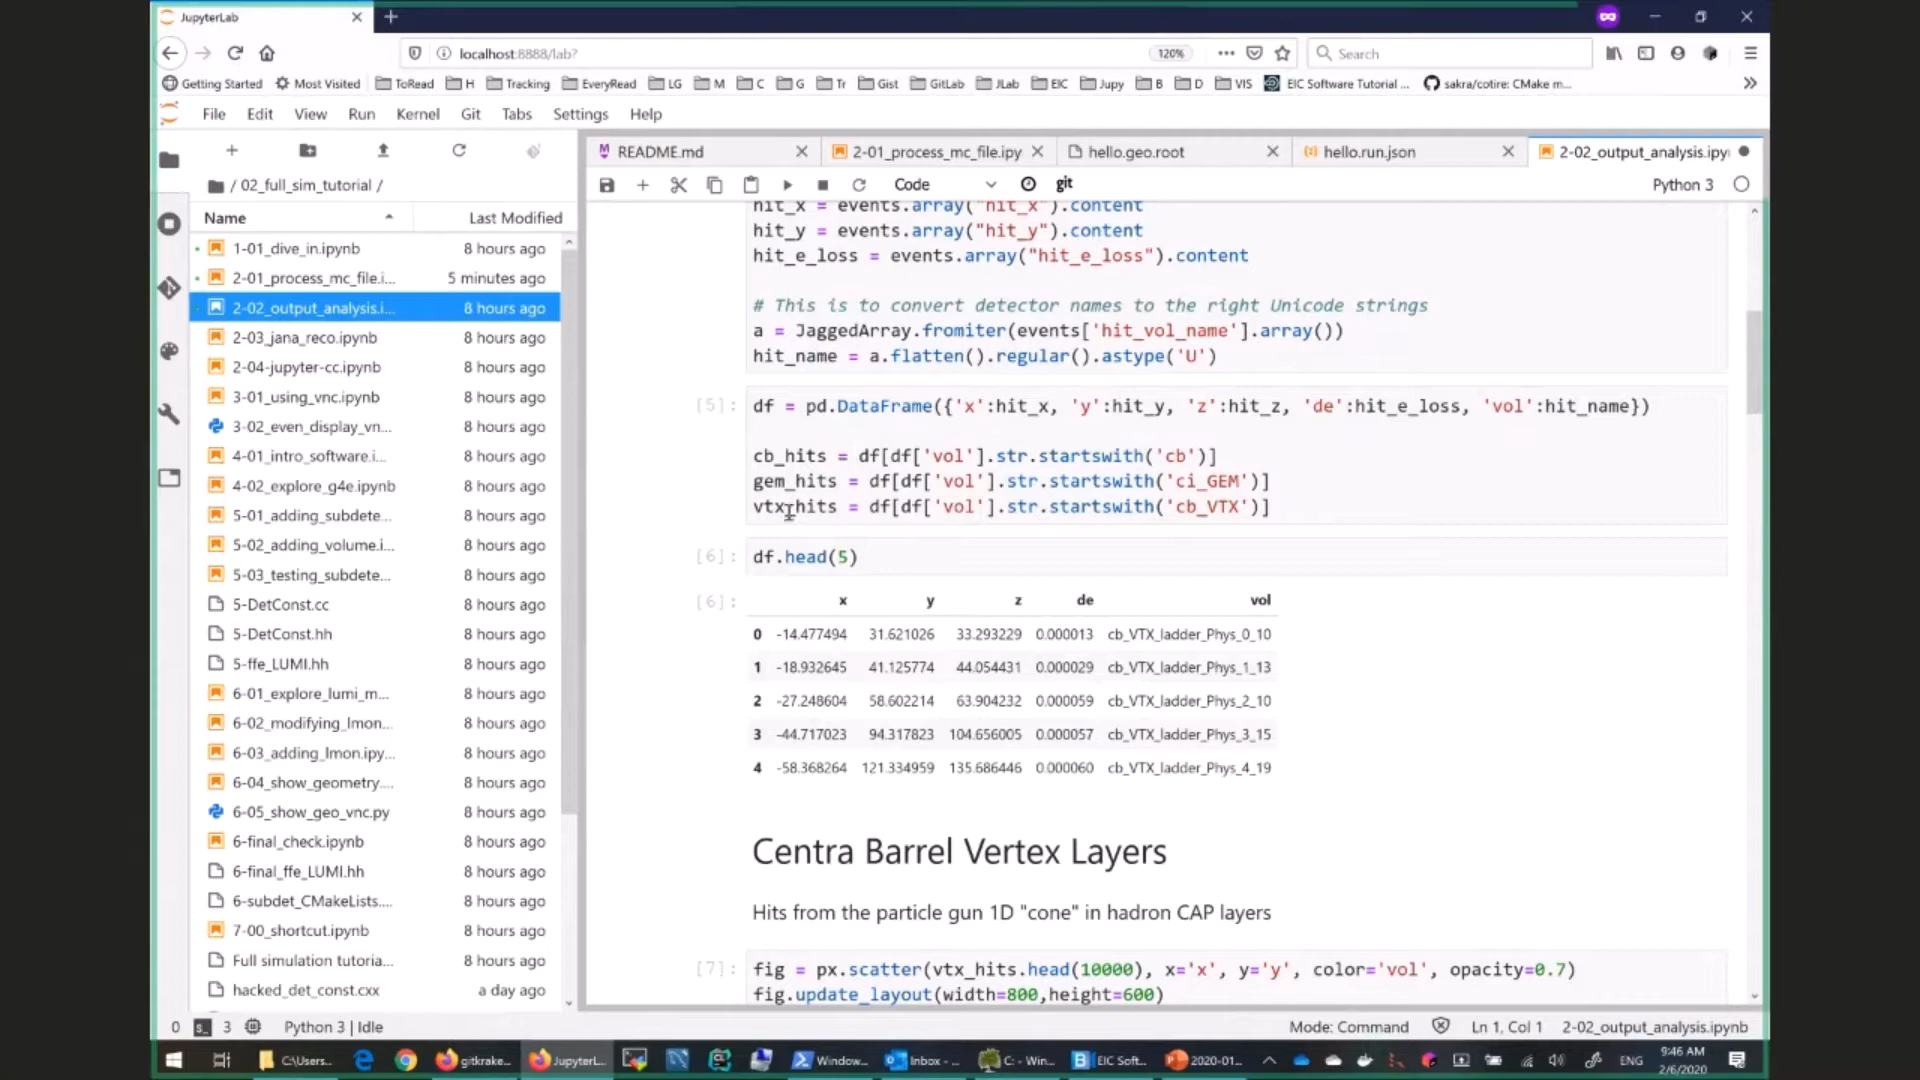 JupyterLab
localhost:8888/lab?
120%
Search
Getting Started
Most Visited
ToRead
H
Tracking
EveryRead
LG
M
C
G
Tr
Gist
GitLab
JLab
EIC
Jupy
B
D
VIS
EIC Software Tutorial ...
sakra/cotire: CMake m...
File Edit View Run Kernel Git Tabs Settings Help
README.md
2-01_process_mc_file.ipy
hello.geo.root
hello.run.json
2-02_output_analysis.ipy
Code
git
Python 3
/ 02_full_sim_tutorial /
Name Last Modified
1-01_dive_in.ipynb 8 hours ago
2-01_process_mc_file.i... 5 minutes ago
2-02_output_analysis.i... 8 hours ago
2-03_jana_reco.ipynb 8 hours ago
2-04-jupyter-cc.ipynb 8 hours ago
3-01_using_vnc.ipynb 8 hours ago
3-02_even_display_vn... 8 hours ago
4-01_intro_software.i... 8 hours ago
4-02_explore_g4e.ipynb 8 hours ago
5-01_adding_subdete... 8 hours ago
5-02_adding_volume.i... 8 hours ago
5-03_testing_subdete... 8 hours ago
5-DetConst.cc 8 hours ago
5-DetConst.hh 8 hours ago
5-ffe_LUMI.hh 8 hours ago
6-01_explore_lumi_m... 8 hours ago
6-02_modifying_lmon... 8 hours ago
6-03_adding_lmon.ipy... 8 hours ago
6-04_show_geometry.... 8 hours ago
6-05_show_geo_vnc.py 8 hours ago
6-final_check.ipynb 8 hours ago
6-final_ffe_LUMI.hh 8 hours ago
6-subdet_CMakeLists.... 8 hours ago
7-00_shortcut.ipynb 8 hours ago
Full simulation tutoria... 8 hours ago
hacked_det_const.cxx a day ago
hit_x = events.array("hit_x").content
hit_y = events.array("hit_y").content
hit_e_loss = events.array("hit_e_loss").content
# This is to convert detector names to the right Unicode strings
a = JaggedArray.fromiter(events['hit_vol_name'].array())
hit_name = a.flatten().regular().astype('U')
[5]: df = pd.DataFrame({'x':hit_x, 'y':hit_y, 'z':hit_z, 'de':hit_e_loss, 'vol':hit_name})
cb_hits = df[df['vol'].str.startswith('cb')]
gem_hits = df[df['vol'].str.startswith('ci_GEM')]
vtx_hits = df[df['vol'].str.startswith('cb_VTX')]
[6]: df.head(5)
[6]: x y z de vol
0 -14.477494 31.621026 33.293229 0.000013 cb_VTX_ladder_Phys_0_10
1 -18.932645 41.125774 44.054431 0.000029 cb_VTX_ladder_Phys_1_13
2 -27.248604 58.602214 63.904232 0.000059 cb_VTX_ladder_Phys_2_10
3 -44.717023 94.317823 104.656005 0.000057 cb_VTX_ladder_Phys_3_15
4 -58.368264 121.334959 135.686446 0.000060 cb_VTX_ladder_Phys_4_19
Centra Barrel Vertex Layers
Hits from the particle gun 1D "cone" in hadron CAP layers
[7]: fig = px.scatter(vtx_hits.head(10000), x='x', y='y', color='vol', opacity=0.7)
fig.update_layout(width=800,height=600)
0 3 Python 3 | Idle
Mode: Command Ln 1, Col 1 2-02_output_analysis.ipynb
C:\Users... gitkrake... JupyterL... Window... Inbox - ... C: - Win... EIC Soft... 2020-01... ENG
9:46 AM
2/6/2020